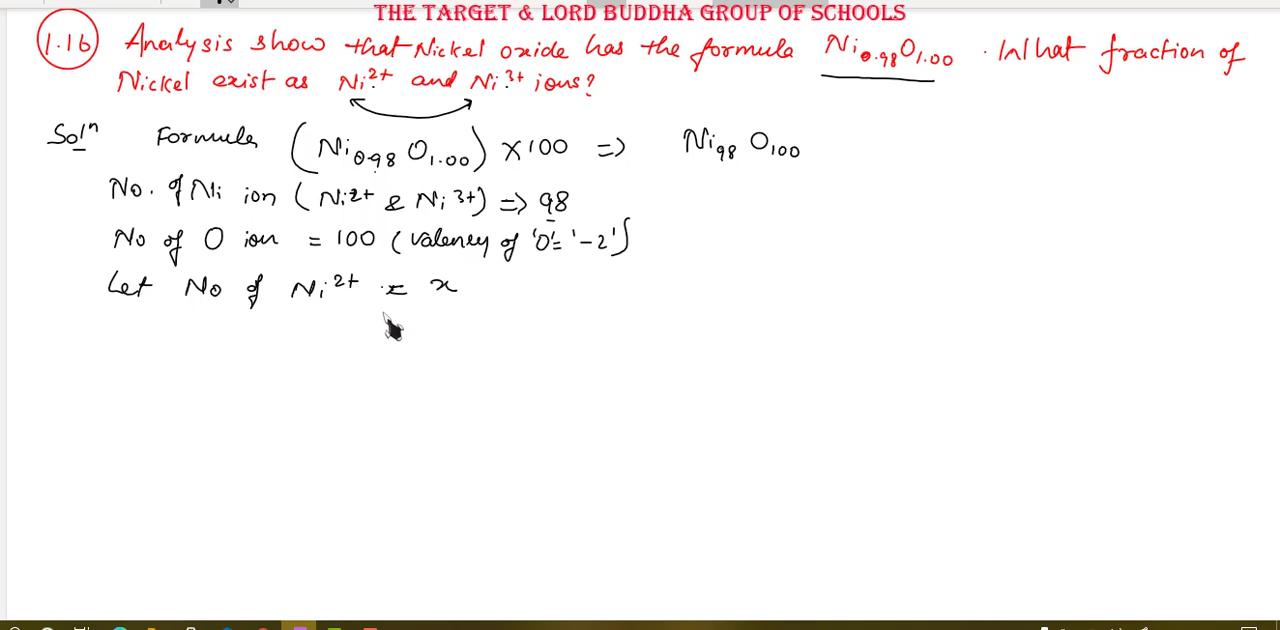 THE TARGET & LORD BUDDHA GROUP OF SCHOOLS
1.16 Analysis show that Nickel oxide has the formula Ni0.98O1.00. What fraction of
Nickel exist as Ni2+ and Ni3+ ions?
Soln Formula (Ni0.98 O1.00) × 100 => Ni98 O100
No. of Ni ion (Ni2+ & Ni3+) => 98
No of O ion = 100 (valency of 'O' = '-2')
Let No of Ni2+ = x